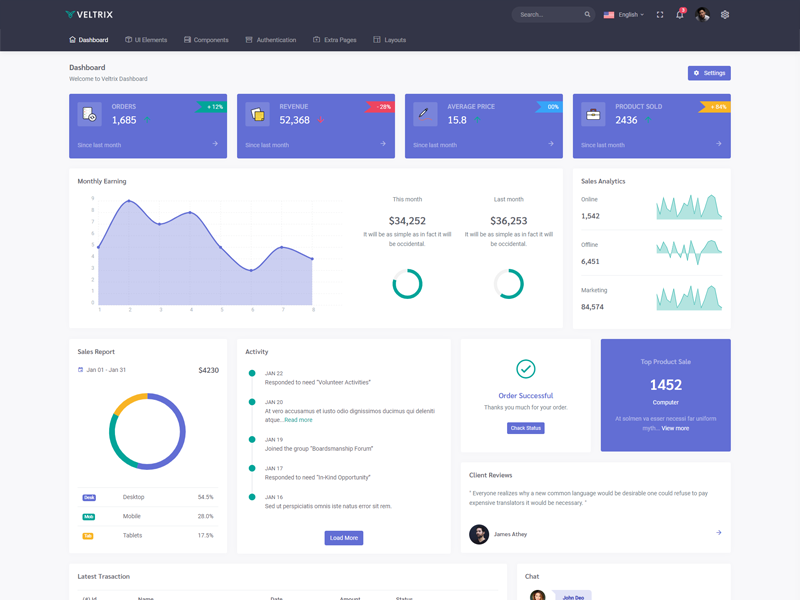 VELTRIX
Search...
English
3
Dashboard
UI Elements
Components
Authentication
Extra Pages
Layouts
Dashboard
Welcome to Veltrix Dashboard
Settings
ORDERS
1,685
+ 12%
Since last month
REVENUE
52,368
- 28%
Since last month
AVERAGE PRICE
15.8
00%
Since last month
PRODUCT SOLD
2436
+ 84%
Since last month
Monthly Earning
9
8
7
6
5
4
3
2
1
0
1 2 3 4 5 6 7 8
This month
$34,252
It will be as simple as in fact it will
be occidental.
Last month
$36,253
It will be as simple as in fact it will
be occidental.
Sales Analytics
Online
1,542
Offline
6,451
Marketing
84,574
Sales Report
Jan 01 - Jan 31
$4230
Desk Desktop 54.5%
Mob Mobile 28.0%
Tab Tablets 17.5%
Activity
JAN 22
Responded to need "Volunteer Activities"
JAN 20
At vero accusamus et iusto odio dignissimos ducimus qui deleniti
atque... Read more
JAN 19
Joined the group "Boardsmanship Forum"
JAN 17
Responded to need "In-Kind Opportunity"
JAN 16
Sed ut perspiciatis omnis iste natus error sit rem.
Load More
Order Successful
Thanks you much for your order.
Chack Status
Top Product Sale
1452
Computer
At solmen va esser necessi far uniform
myth... View more
Client Reviews
" Everyone realizes why a new common language would be desirable one could refuse to pay
expensive translators it would be necessary. "
James Athey
Latest Trasaction
(#) Id Name Date Amount Status
Chat
John Deo